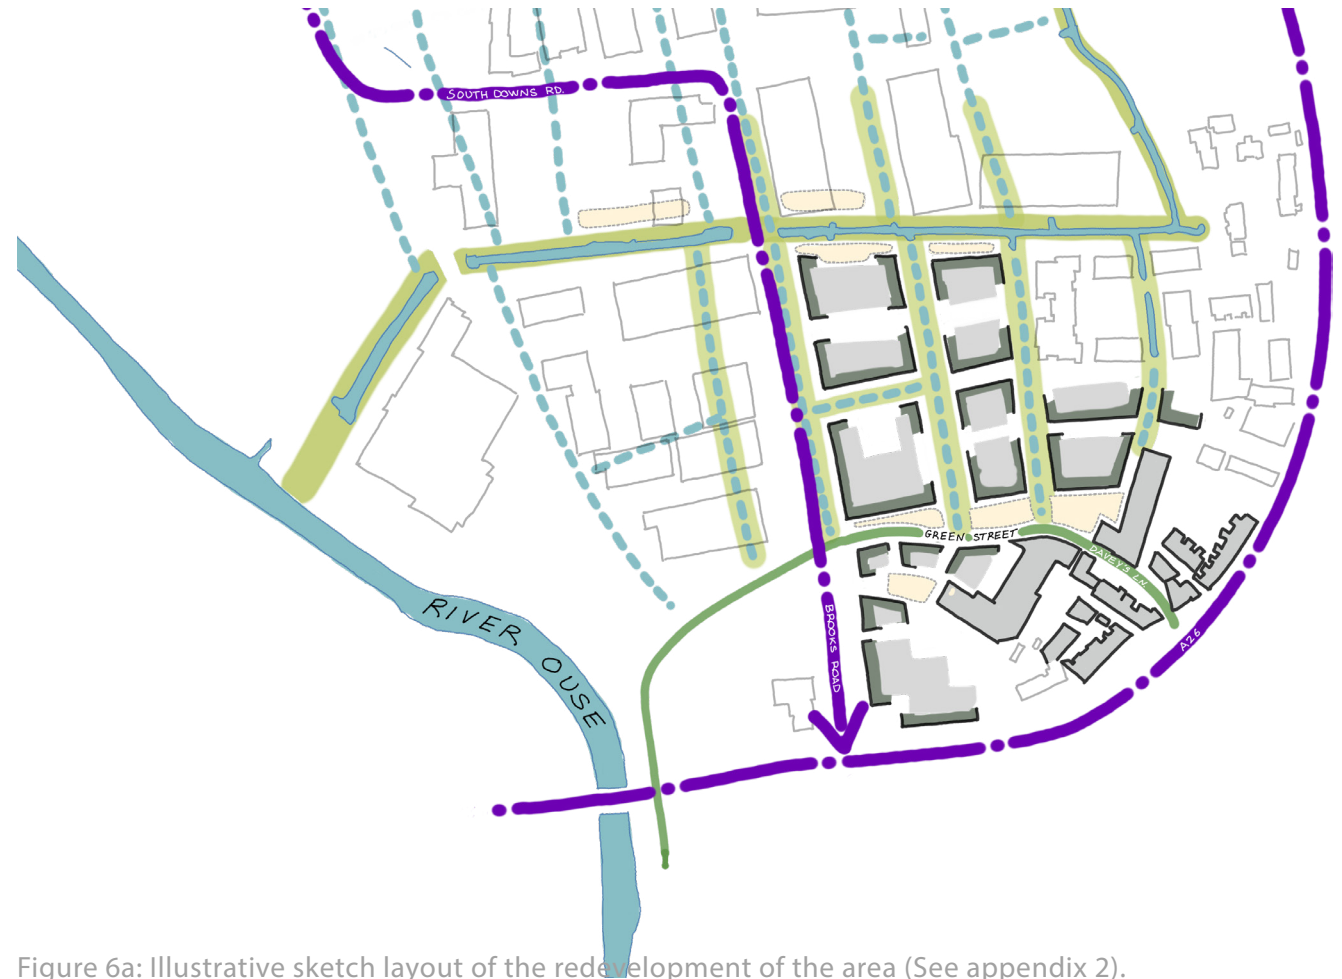 SOUTH DOWNS RD.
GREEN STREET
DAVEY'S LN.
BROOKS ROAD
RIVER OUSE
A26
Figure 6a: Illustrative sketch layout of the redevelopment of the area (See appendix 2).